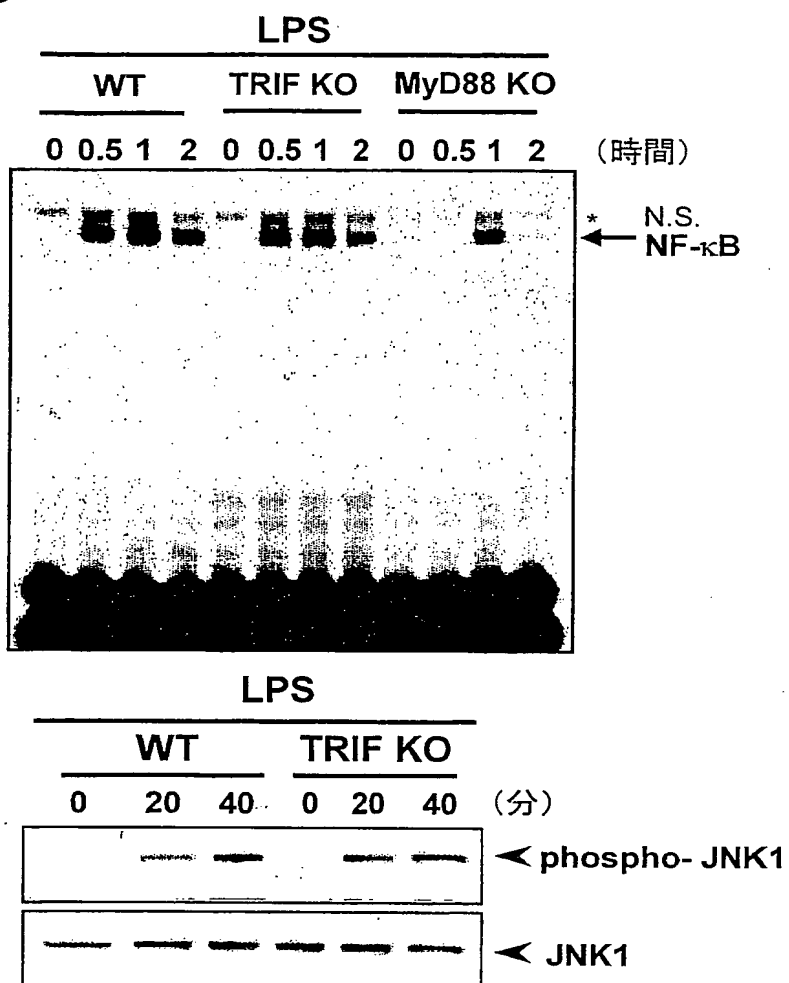 LPS
WT TRIF KO MyD88 KO
0 0.5 1 2 0 0.5 1 2 0 0.5 1 2 (時間)
* N.S.
NF-κB
LPS
WT TRIF KO
0 20 40 0 20 40 (分)
phospho- JNK1
JNK1